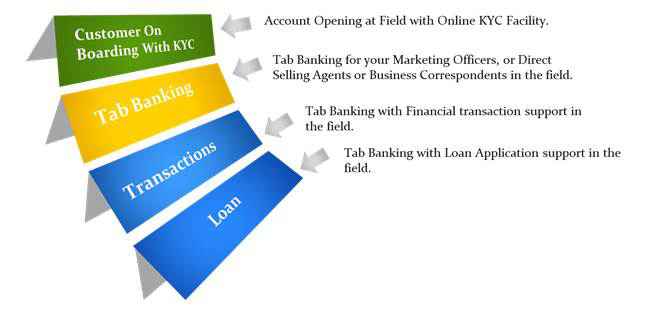 Customer On
Boarding With KYC
Account Opening at Field with Online KYC Facility.
Tab Banking
Tab Banking for your Marketing Officers, or Direct
Selling Agents or Business Correspondents in the field.
Transactions
Tab Banking with Financial transaction support in
the field.
Loan
Tab Banking with Loan Application support in the
field.